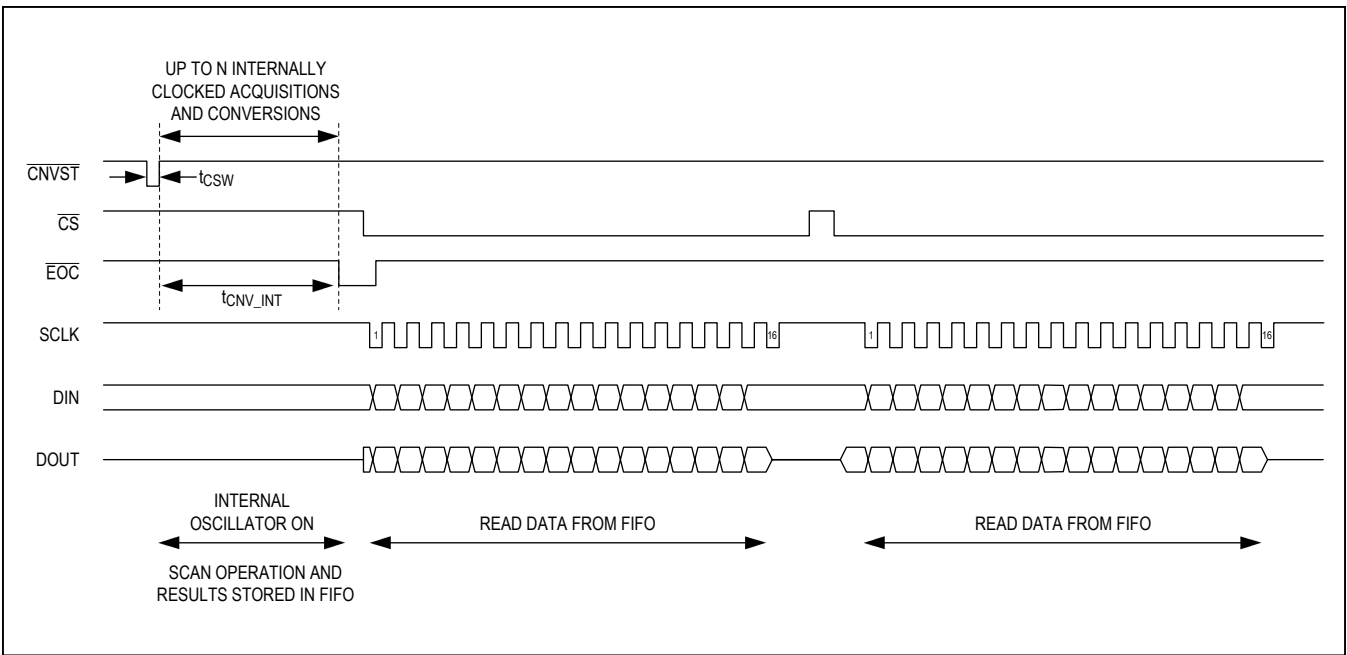 UP TO N INTERNALLY
CLOCKED ACQUISITIONS
AND CONVERSIONS
CNVST
tCSW
CS
EOC
tCNV_INT
SCLK
1
16
1
16
DIN
DOUT
INTERNAL
OSCILLATOR ON
READ DATA FROM FIFO
READ DATA FROM FIFO
SCAN OPERATION AND
RESULTS STORED IN FIFO